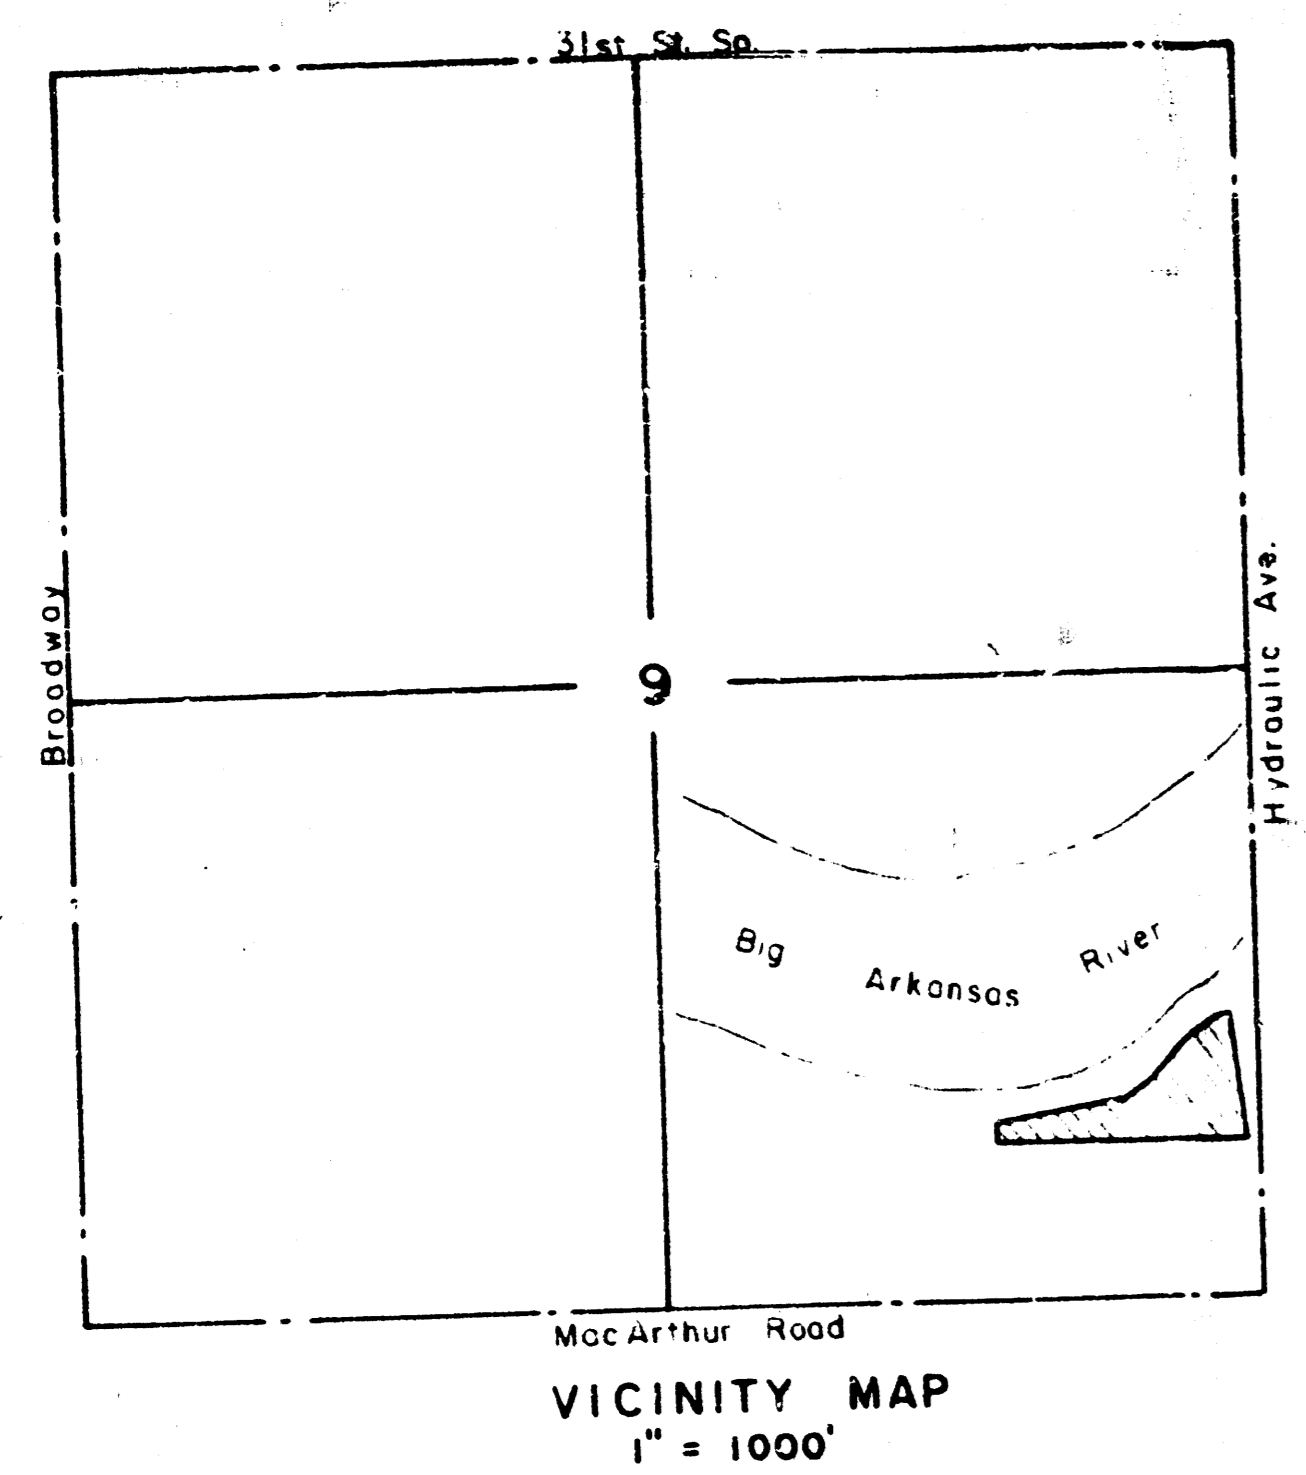 31st St. So.
Broadway
9
Hydraulic Ave.
Big Arkansas River
MacArthur Road
VICINITY MAP
1" = 1000'